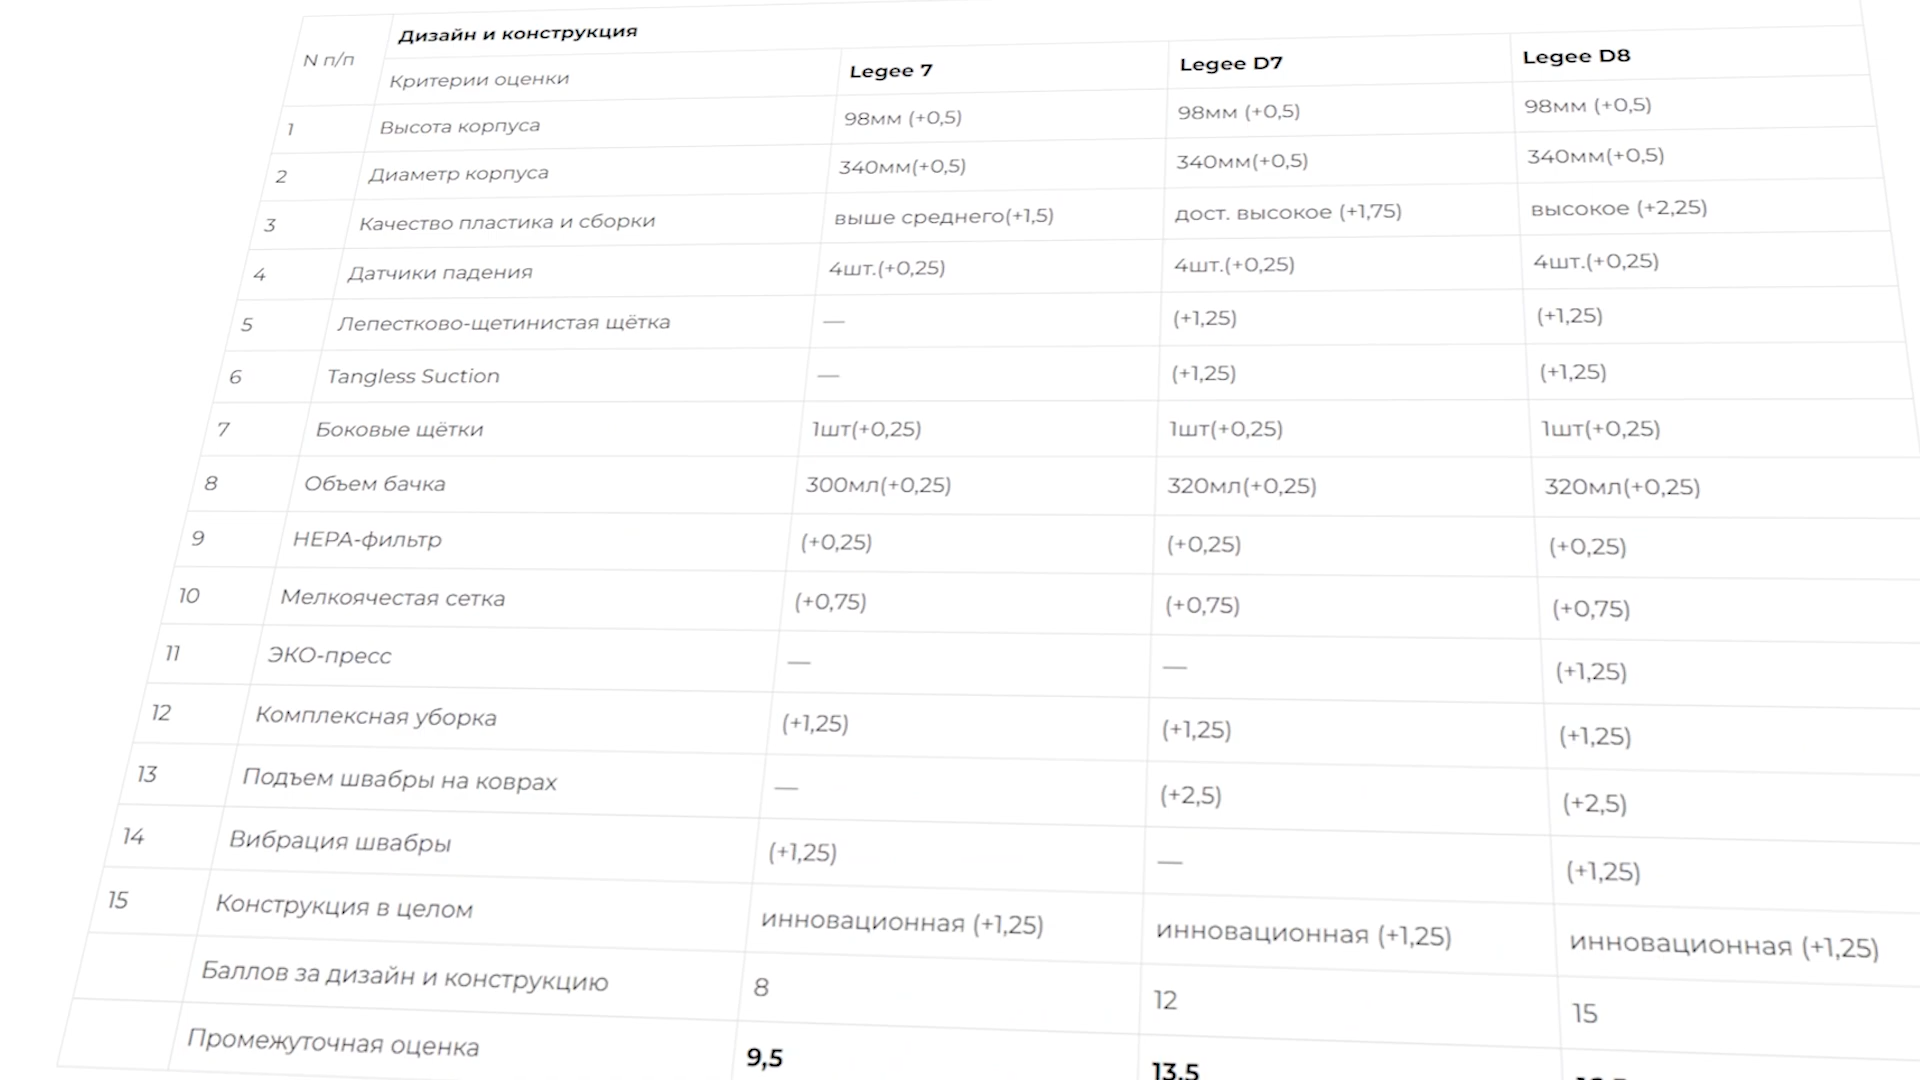 Дизайн и конструкция
N п/п
Критерии оценки Legee 7 Legee D7 Legee D8
1 Высота корпуса 98мм (+0,5) 98мм (+0,5) 98мм (+0,5)
2 Диаметр корпуса 340мм(+0,5) 340мм(+0,5) 340мм(+0,5)
3 Качество пластика и сборки выше среднего(+1,5) дост. высокое (+1,75) высокое (+2,25)
4 Датчики падения 4шт.(+0,25) 4шт.(+0,25) 4шт.(+0,25)
5 Лепестково-щетинистая щётка — (+1,25) (+1,25)
6 Tangless Suction — (+1,25) (+1,25)
7 Боковые щётки 1шт(+0,25) 1шт(+0,25) 1шт(+0,25)
8 Объем бачка 300мл(+0,25) 320мл(+0,25) 320мл(+0,25)
9 HEPA-фильтр (+0,25) (+0,25) (+0,25)
10 Мелкоячестая сетка (+0,75) (+0,75) (+0,75)
11 ЭКО-пресс — — (+1,25)
12 Комплексная уборка (+1,25) (+1,25) (+1,25)
13 Подъем швабры на коврах — (+2,5) (+2,5)
14 Вибрация швабры (+1,25) — (+1,25)
15 Конструкция в целом инновационная (+1,25) инновационная (+1,25) инновационная (+1,25)
Баллов за дизайн и конструкцию 8 12 15
Промежуточная оценка 9,5 13,5